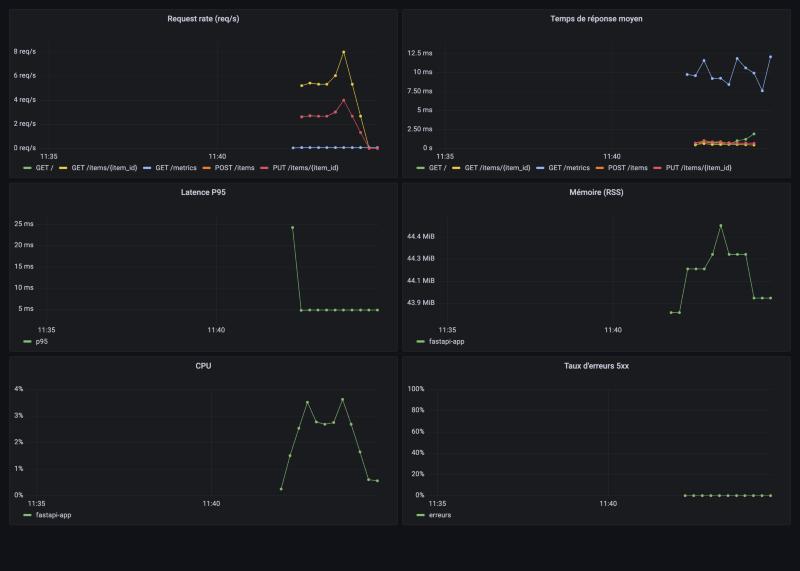 Request rate (req/s)
8 req/s
6 req/s
4 req/s
2 req/s
0 req/s
11:35
11:40
GET / GET /items/{item_id} GET /metrics POST /items PUT /items/{item_id}
Temps de réponse moyen
12.5 ms
10 ms
7.50 ms
5 ms
2.50 ms
0 s
11:35
11:40
GET / GET /items/{item_id} GET /metrics POST /items PUT /items/{item_id}
Latence P95
25 ms
20 ms
15 ms
10 ms
5 ms
11:35
11:40
p95
Mémoire (RSS)
44.4 MiB
44.3 MiB
44.1 MiB
43.9 MiB
11:35
11:40
fastapi-app
CPU
4%
3%
2%
1%
0%
11:35
11:40
fastapi-app
Taux d'erreurs 5xx
100%
80%
60%
40%
20%
0%
11:35
11:40
erreurs